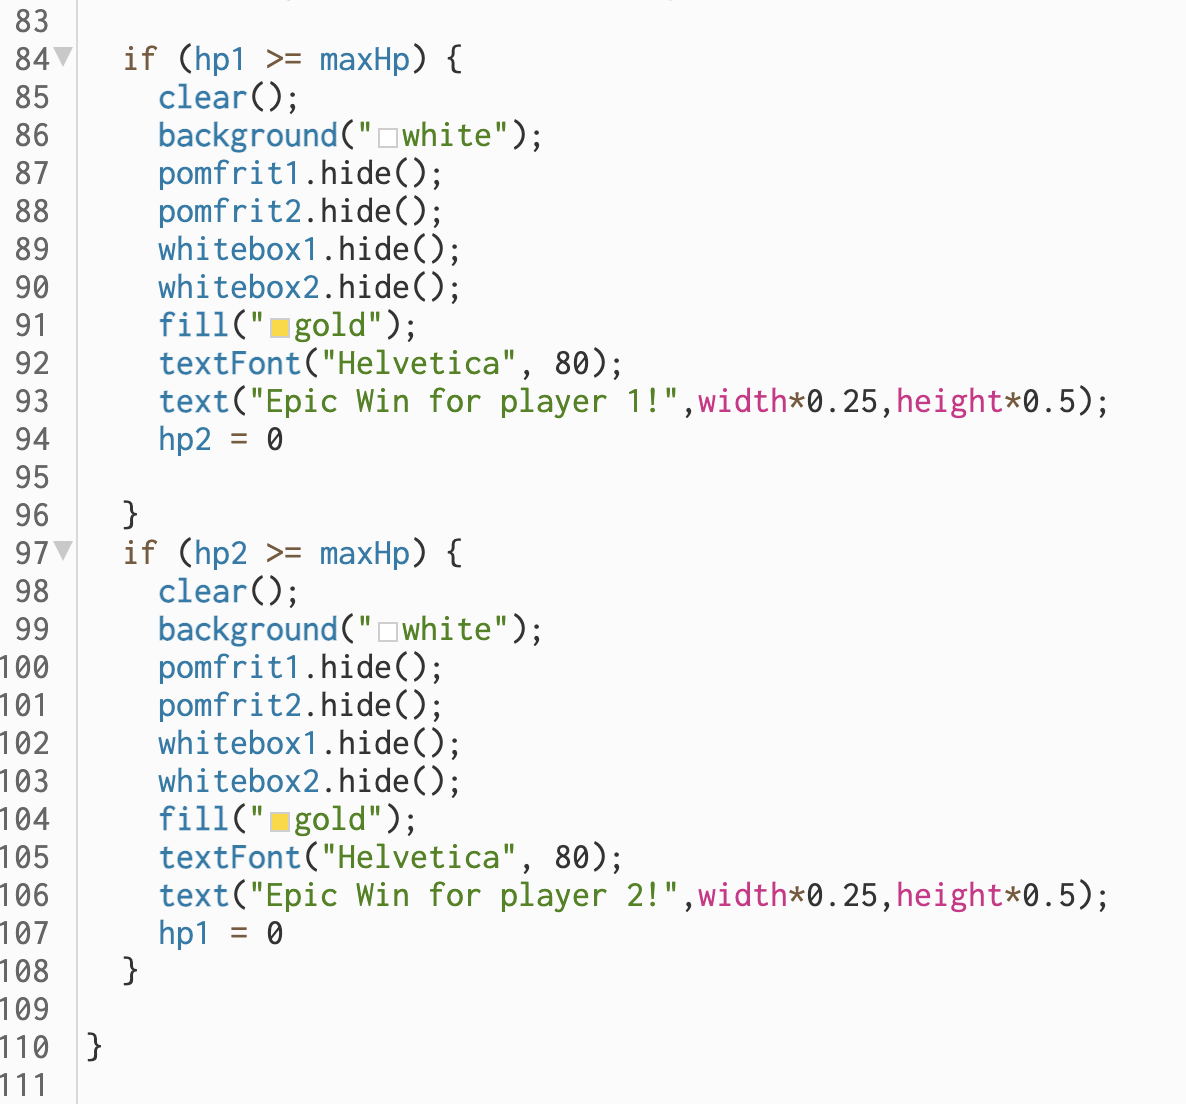 83
84 if (hp1 >= maxHp) {
85 clear();
86 background("white");
87 pomfrit1.hide();
88 pomfrit2.hide();
89 whitebox1.hide();
90 whitebox2.hide();
91 fill("gold");
92 textFont("Helvetica", 80);
93 text("Epic Win for player 1!",width*0.25,height*0.5);
94 hp2 = 0
95
96 }
97 if (hp2 >= maxHp) {
98 clear();
99 background("white");
100 pomfrit1.hide();
101 pomfrit2.hide();
102 whitebox1.hide();
103 whitebox2.hide();
104 fill("gold");
105 textFont("Helvetica", 80);
106 text("Epic Win for player 2!",width*0.25,height*0.5);
107 hp1 = 0
108 }
109
110 }
111